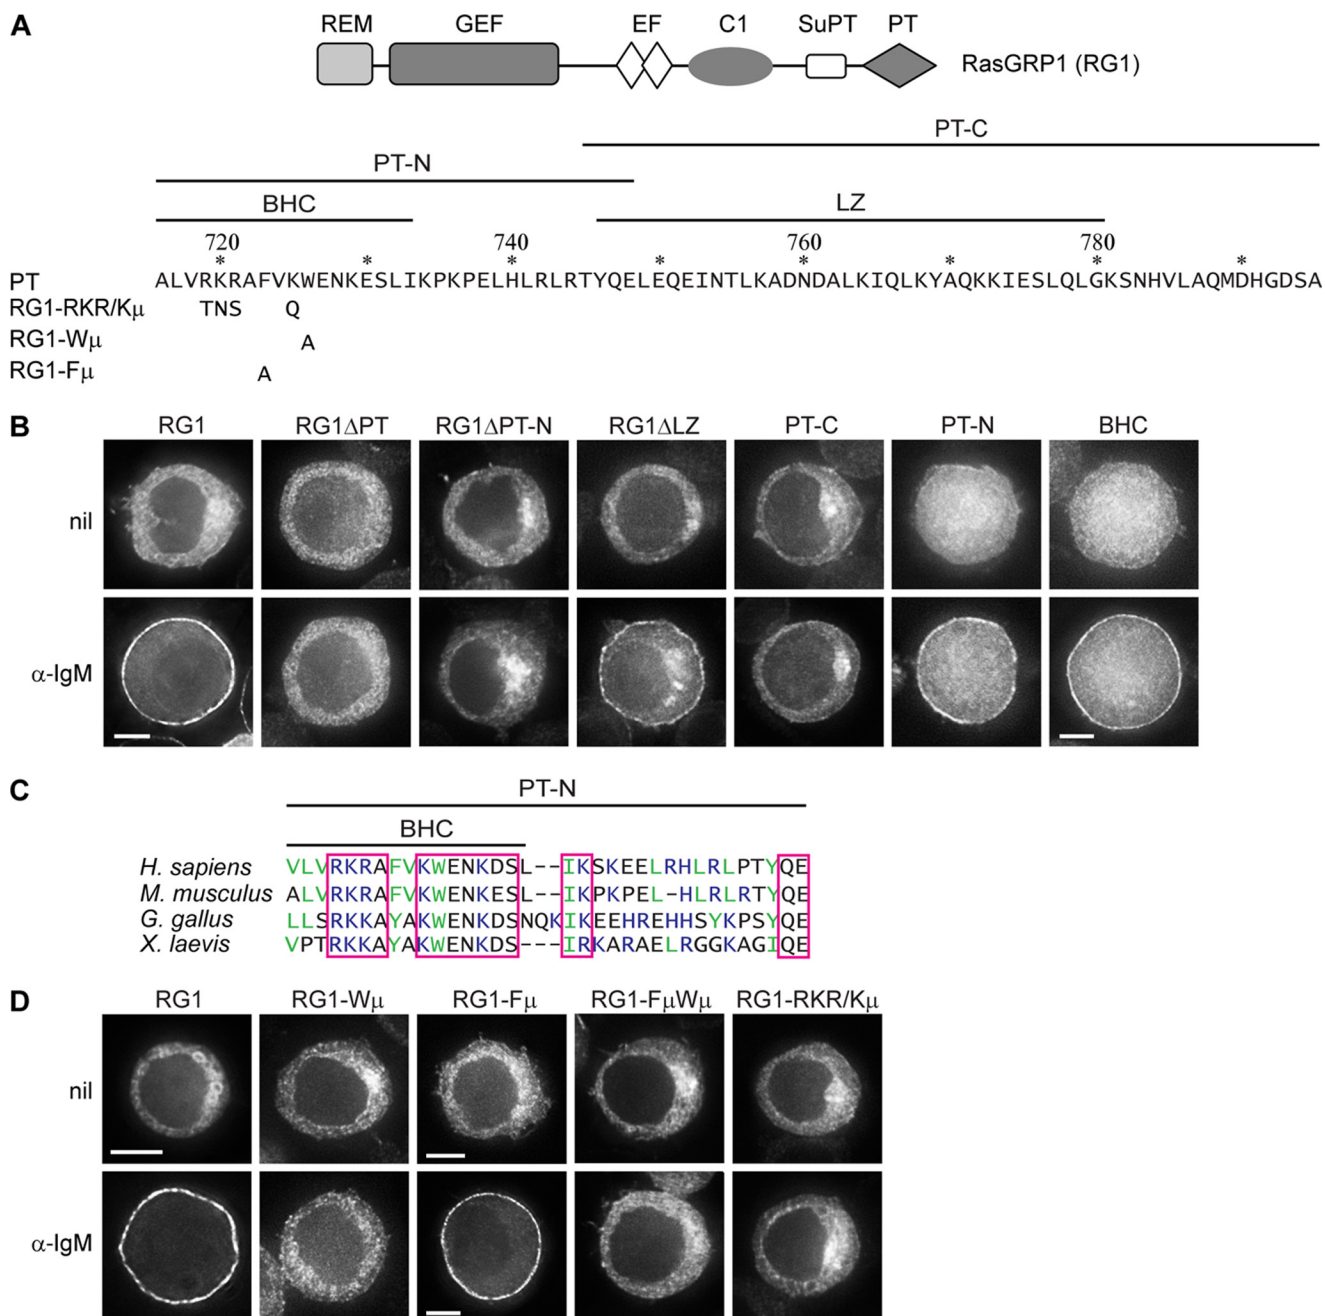 A
REM GEF EF C1 SuPT PT
RasGRP1 (RG1)
PT-C
PT-N
BHC LZ
720 740 760 780
* * * * * * * *
PT ALVRKRAFVKWENKESLIKPKPELHLRLRTYQELEQEINTLKADNDALKIQLKYAQKKIESLQLGKSNHVLAQMDHGDSA
RG1-RKR/Kμ TNS Q
RG1-Wμ A
RG1-Fμ A
B
RG1 RG1ΔPT RG1ΔPT-N RG1ΔLZ PT-C PT-N BHC
nil
α-IgM
C
PT-N
BHC
H. sapiens VLVRKRAFVKWENKDSL--IKSKEELRHLRLPTYQE
M. musculus ALVRKRAFVKWENKESL--IKPKPEL-HLRLRTYQE
G. gallus LLSRKKAYAKWENKDSNQKIKEEHREHHSYKPSYQE
X. laevis VPTRKKAYAKWENKDS---IRKARAELRGGKAGIQE
D
RG1 RG1-Wμ RG1-Fμ RG1-FμWμ RG1-RKR/Kμ
nil
α-IgM